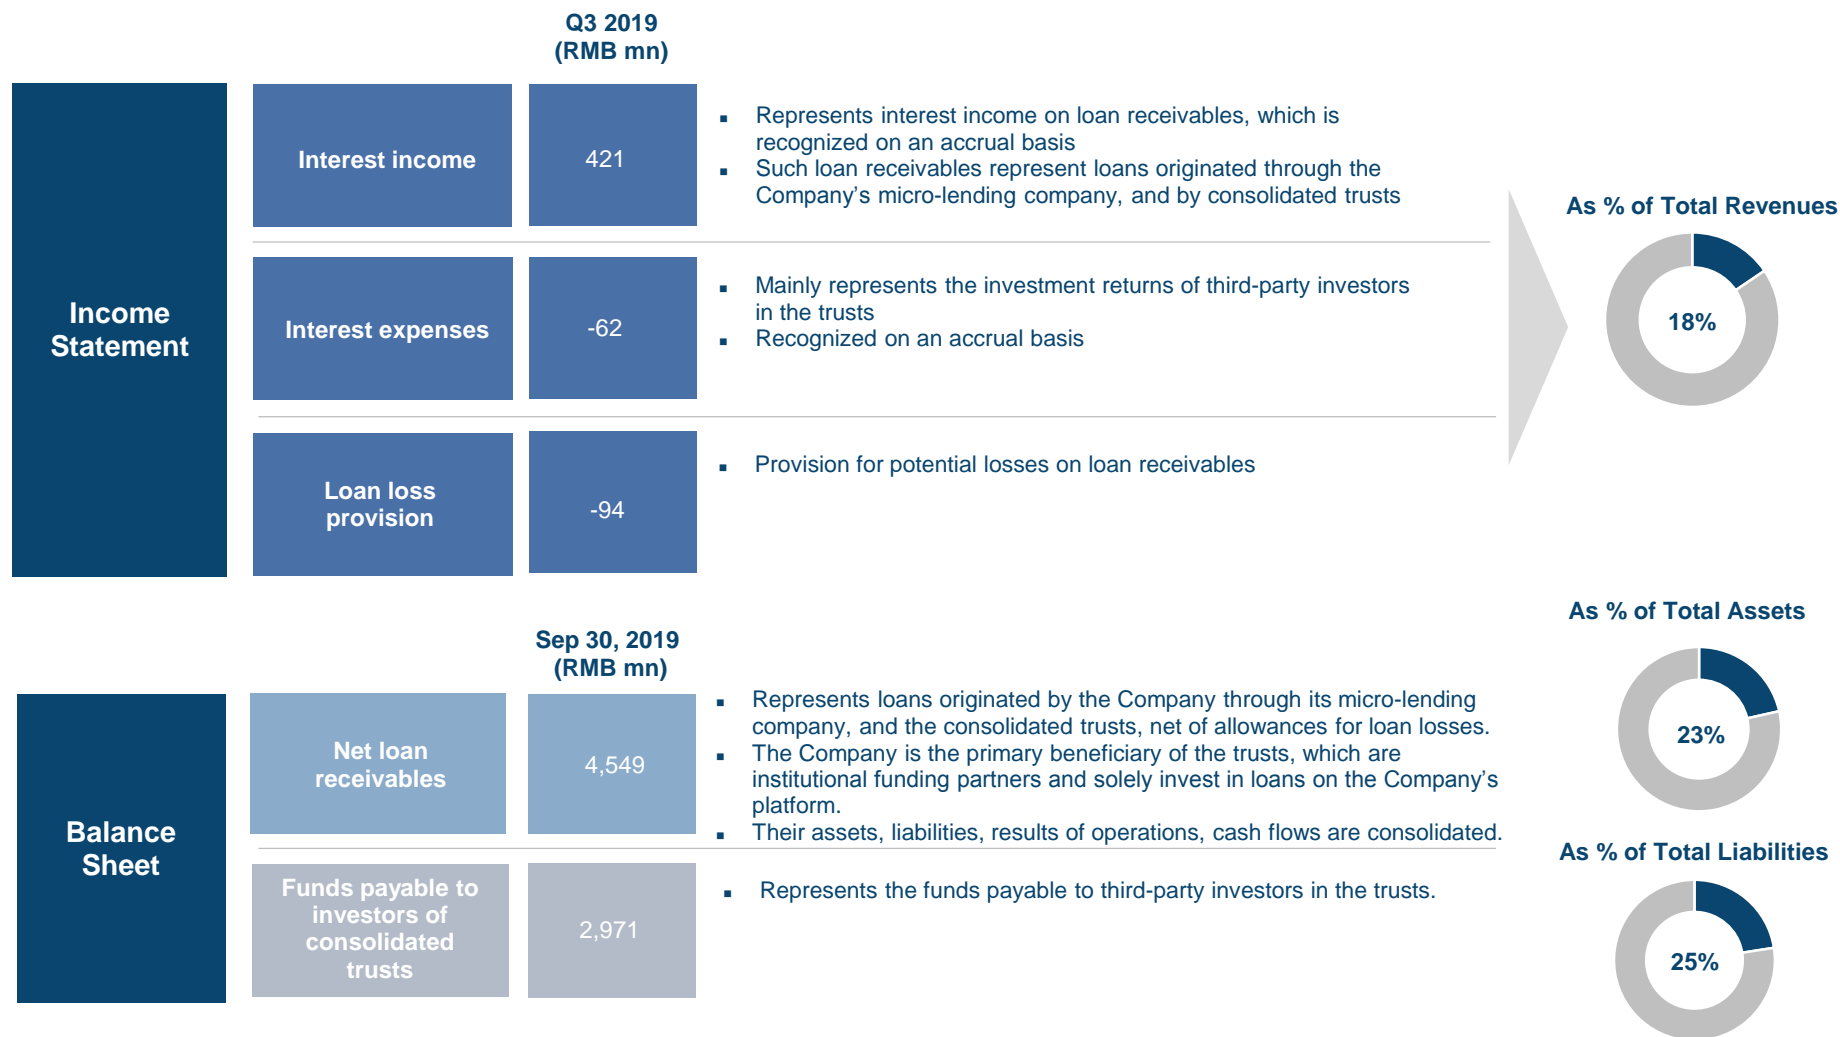 Q3 2019
(RMB mn)
Income
Statement
Interest income
421
▪ Represents interest income on loan receivables, which is
recognized on an accrual basis
▪ Such loan receivables represent loans originated through the
Company’s micro-lending company, and by consolidated trusts
Interest expenses
-62
▪ Mainly represents the investment returns of third-party investors
in the trusts
▪ Recognized on an accrual basis
Loan loss
provision
-94
▪ Provision for potential losses on loan receivables
As % of Total Revenues
18%
Sep 30, 2019
(RMB mn)
Balance
Sheet
Net loan
receivables
4,549
▪ Represents loans originated by the Company through its micro-lending
company, and the consolidated trusts, net of allowances for loan losses.
▪ The Company is the primary beneficiary of the trusts, which are
institutional funding partners and solely invest in loans on the Company’s
platform.
▪ Their assets, liabilities, results of operations, cash flows are consolidated.
As % of Total Assets
23%
Funds payable to
investors of
consolidated
trusts
2,971
▪ Represents the funds payable to third-party investors in the trusts.
As % of Total Liabilities
25%